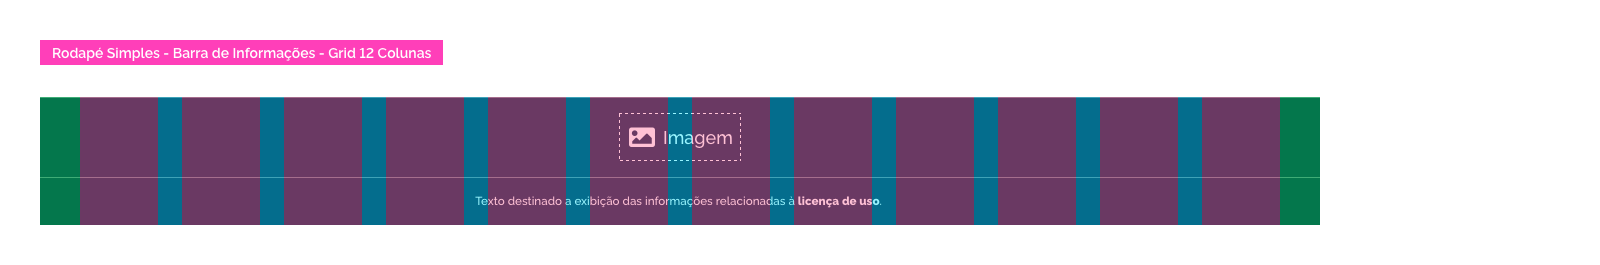 Rodapé Simples - Barra de Informações - Grid 12 Colunas
Imagem
Texto destinado a exibição das informações relacionadas à licença de uso.